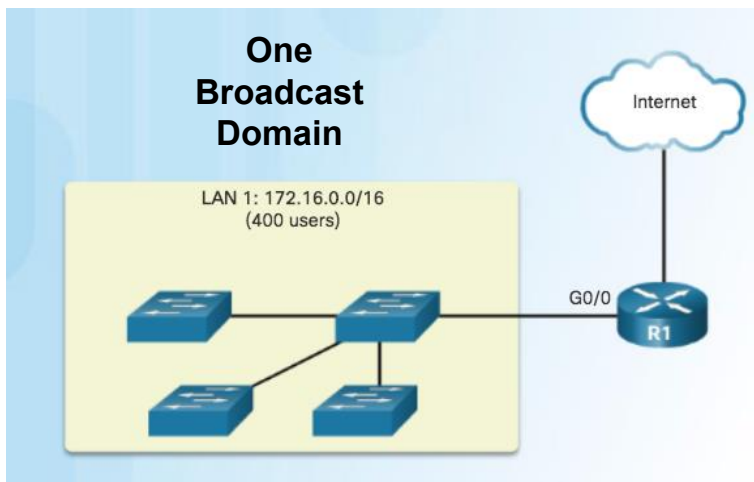 One
Broadcast
Domain
Internet
LAN 1: 172.16.0.0/16
(400 users)
G0/0
R1